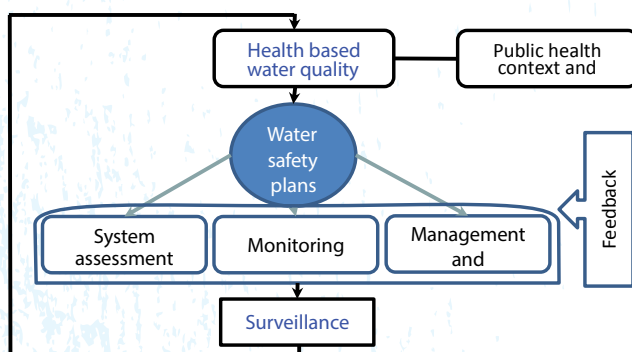 Health based
water quality
Public health
context and
Water
safety
plans
System
assessment
Monitoring
Management
and
Feedback
Surveillance